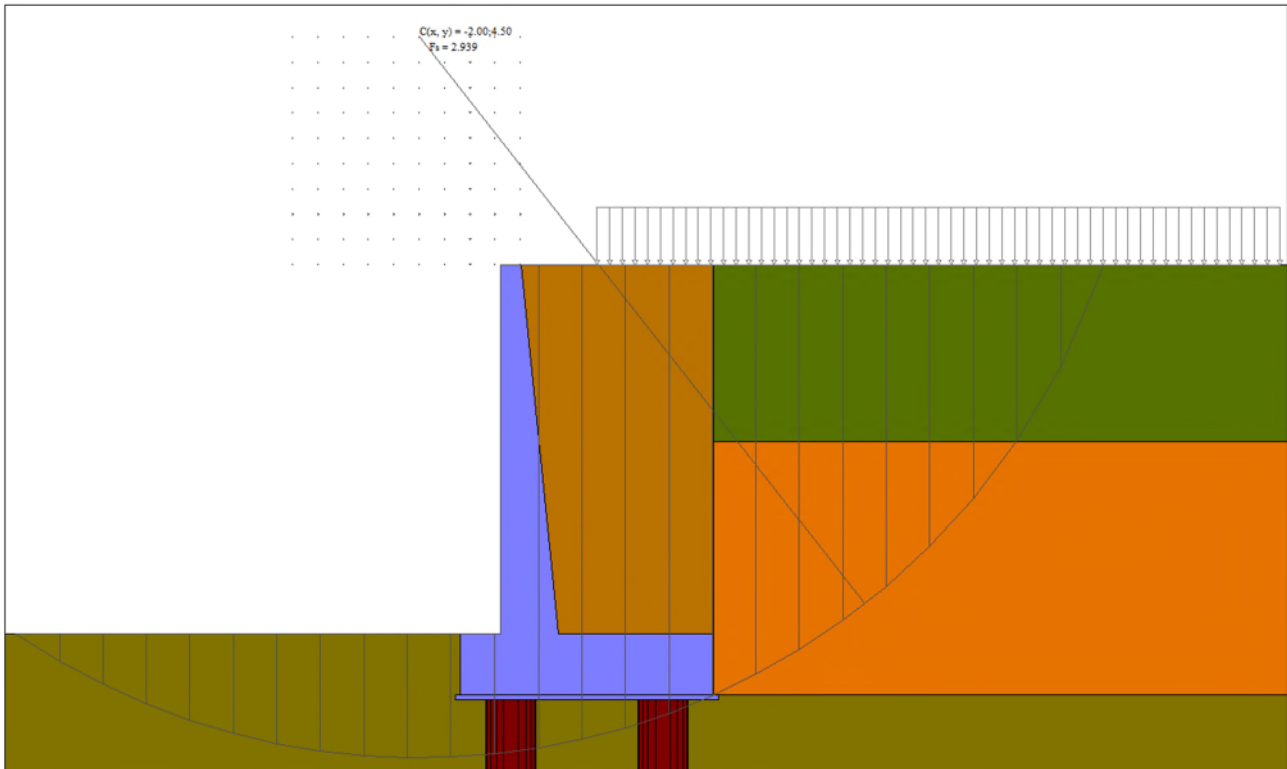 C(x, y) = -2.00;4.50
Fs = 2.939